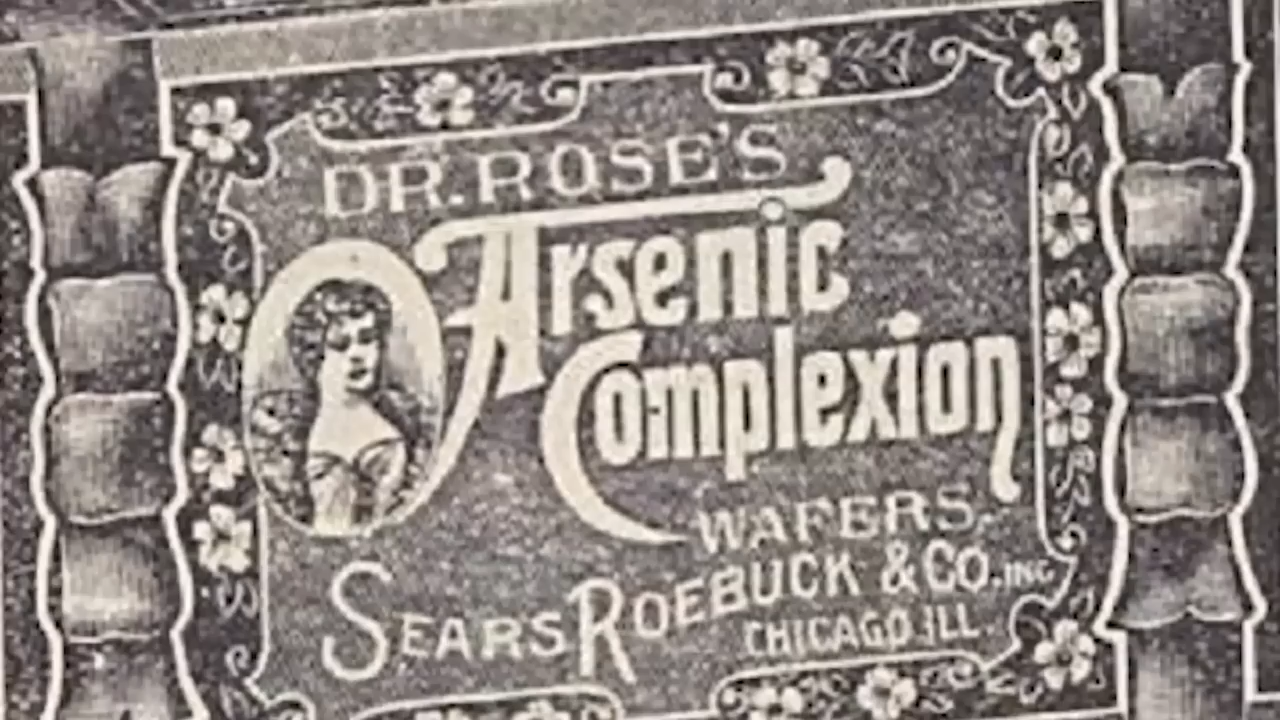 DR. ROSE'S
Arsenic
Complexion
WAFERS.
SEARS ROEBUCK & CO. INC
CHICAGO. ILL.